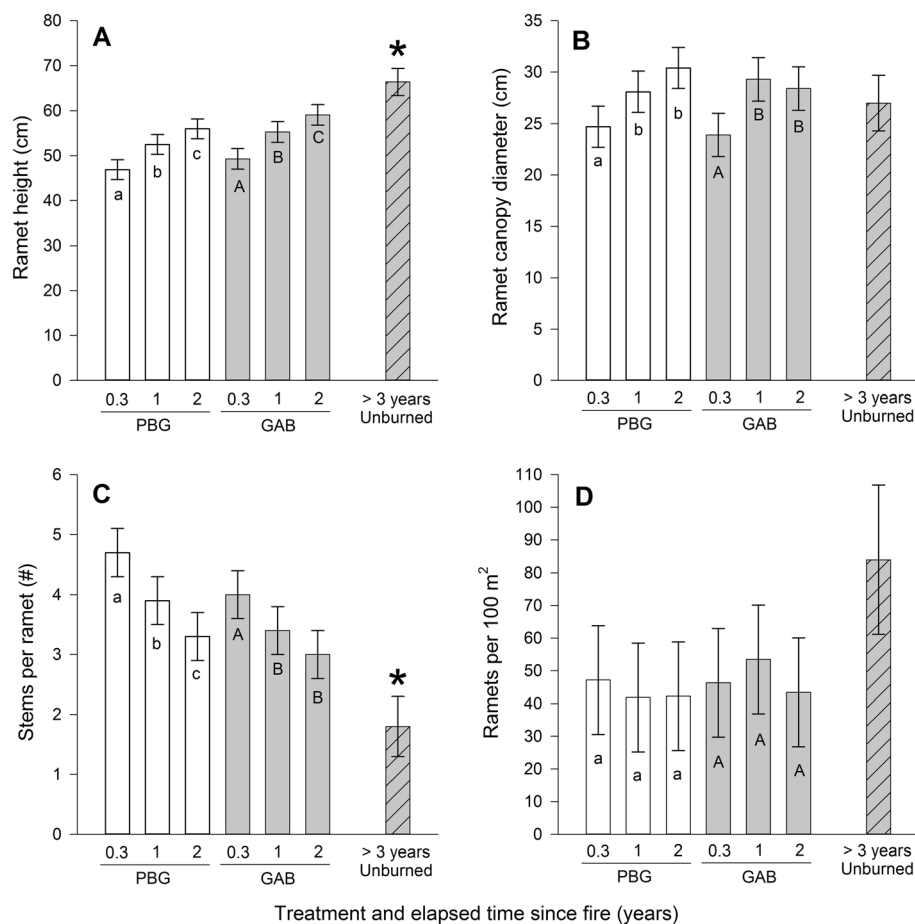 A
Ramet height (cm)
80
70
60
50
40
30
20
10
0
*
a
b
c
A
B
C
0.3 1 2 0.3 1 2 > 3 years
PBG GAB Unburned
B
Ramet canopy diameter (cm)
35
30
25
20
15
10
5
0
a
b
b
A
B
B
0.3 1 2 0.3 1 2 > 3 years
PBG GAB Unburned
C
Stems per ramet (#)
6
5
4
3
2
1
0
a
b
c
A
B
B
*
0.3 1 2 0.3 1 2 > 3 years
PBG GAB Unburned
D
Ramets per 100 m²
110
100
90
80
70
60
50
40
30
20
10
0
a
a
a
A
A
A
0.3 1 2 0.3 1 2 > 3 years
PBG GAB Unburned
Treatment and elapsed time since fire (years)